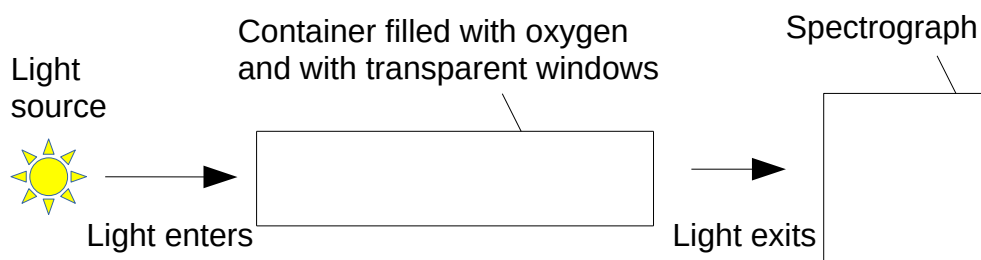 Light
source
Container filled with oxygen
and with transparent windows
Spectrograph
Light enters
Light exits